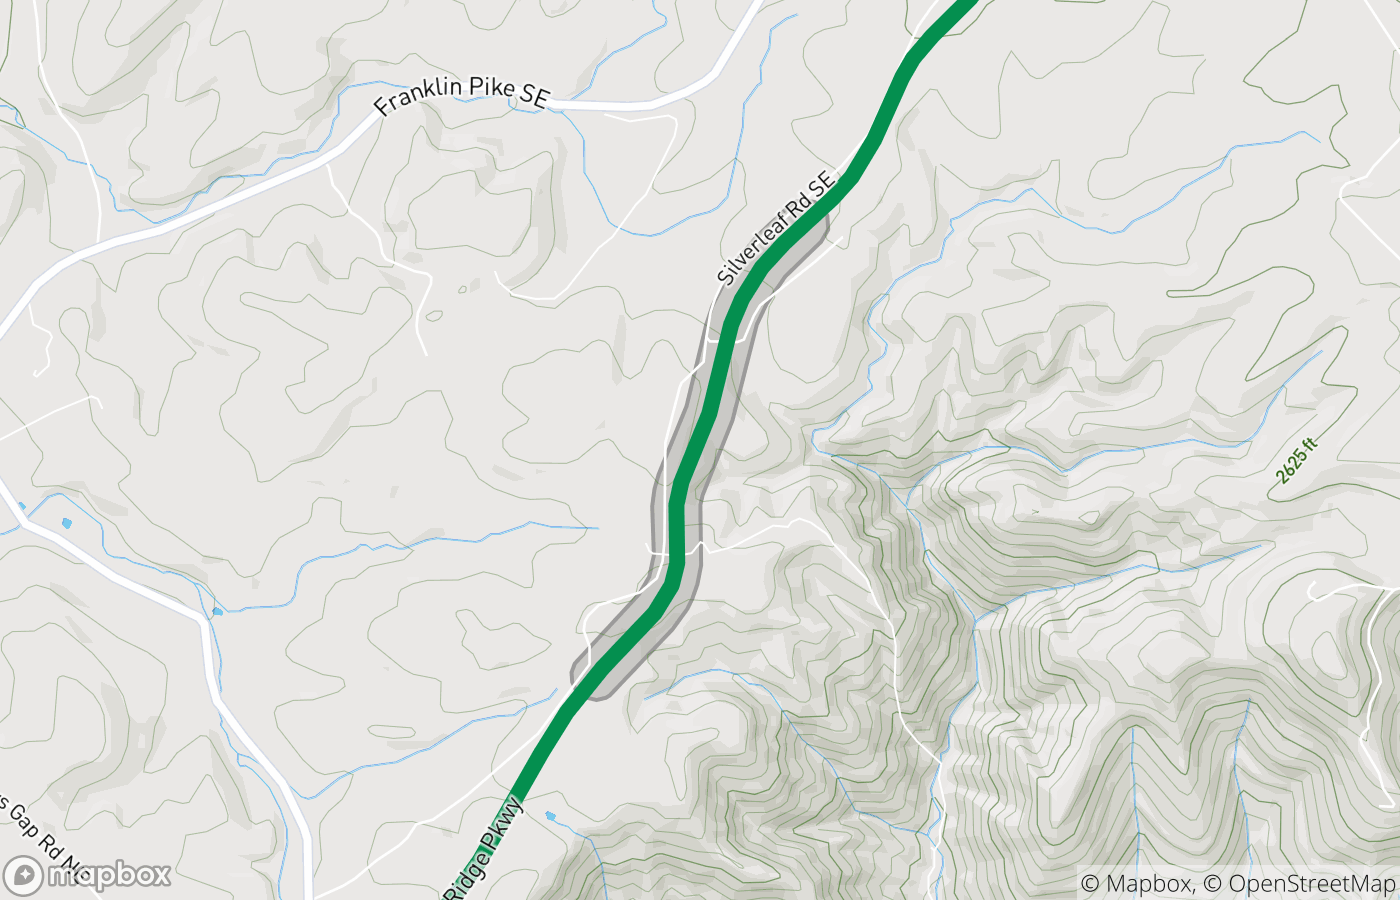 Franklin Pike SE
Silverleaf Rd SE
2625 ft
Ridge Pkwy
s Gap Rd N
mapbox
© Mapbox, © OpenStreetMap